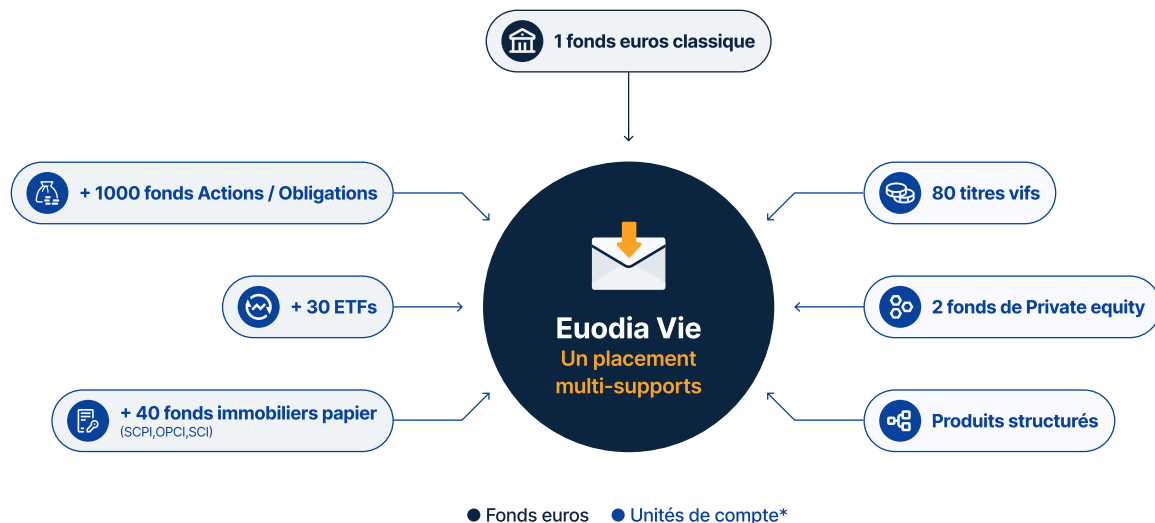 1 fonds euros classique
+ 1000 fonds Actions / Obligations
80 titres vifs
+ 30 ETFs
2 fonds de Private equity
+ 40 fonds immobiliers papier
(SCPI,OPCI,SCI)
Produits structurés
Euodia Vie
Un placement
multi-supports
Fonds euros
Unités de compte*